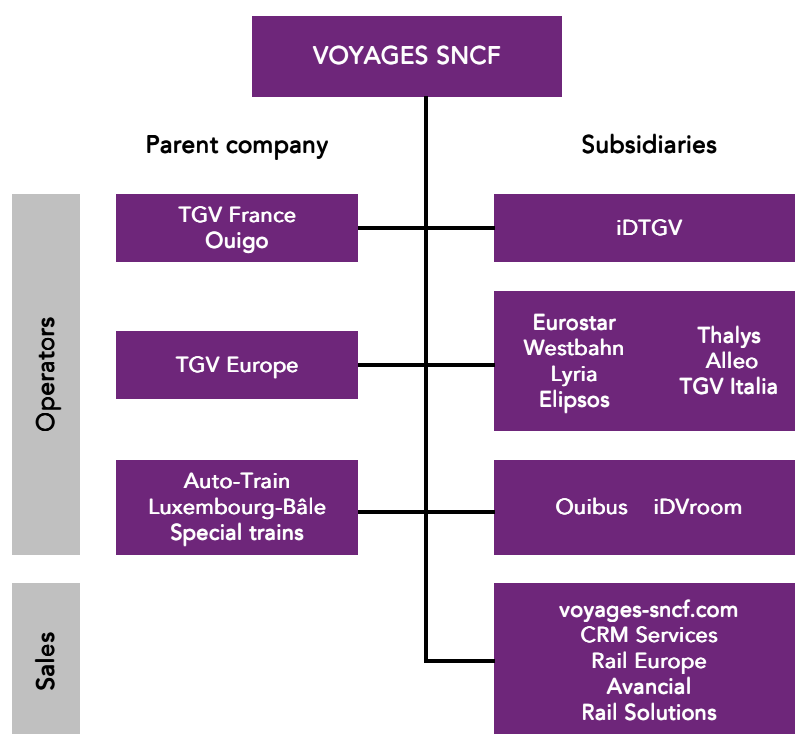 VOYAGES SNCF
Parent company
Subsidiaries
Operators
TGV France
Ouigo
iDTGV
TGV Europe
Eurostar
Westbahn
Lyria
Elipsos
Thalys
Alleo
TGV Italia
Auto-Train
Luxembourg-Bâle
Special trains
Ouibus iDVroom
Sales
voyages-sncf.com
CRM Services
Rail Europe
Avancial
Rail Solutions